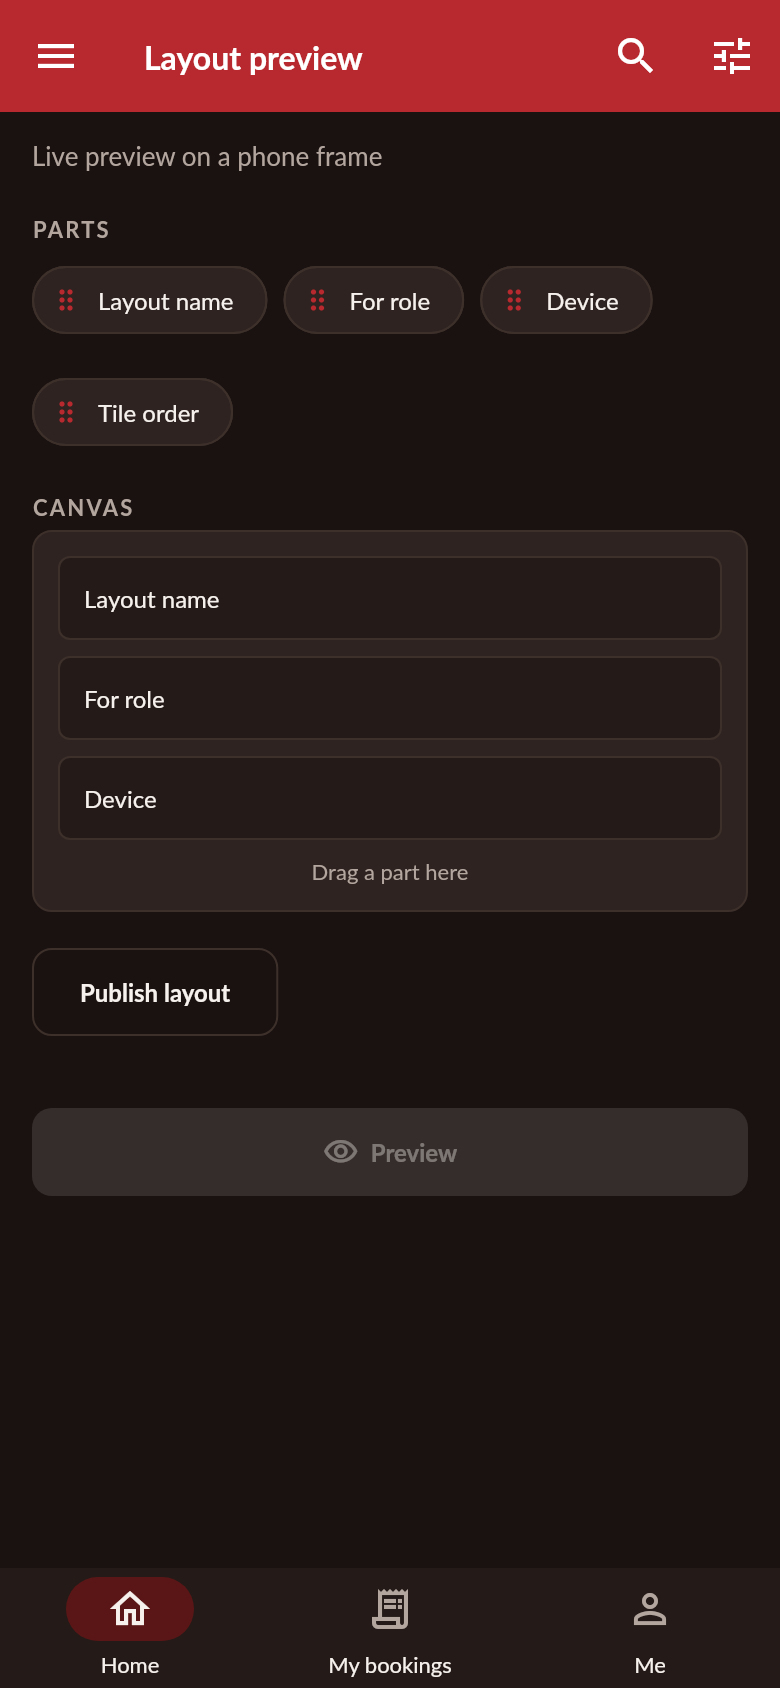 Layout preview
Live preview on a phone frame
PARTS
Layout name
For role
Device
Tile order
CANVAS
Layout name
For role
Device
Drag a part here
Publish layout
Preview
Home
My bookings
Me